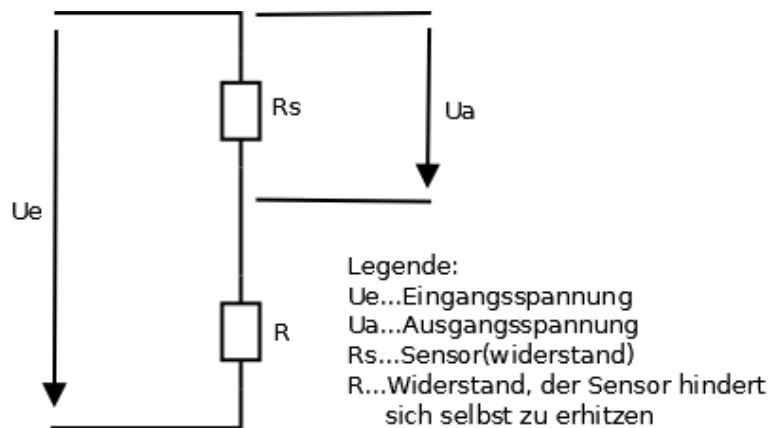 Rs
Ua
Ue
R
Legende:
Ue...Eingangsspannung
Ua...Ausgangsspannung
Rs...Sensor(widerstand)
R...Widerstand, der Sensor hindert
sich selbst zu erhitzen